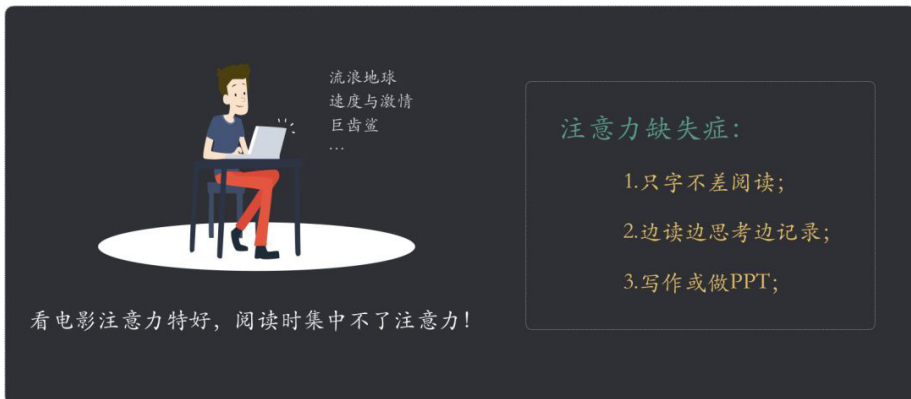 流浪地球
速度与激情
巨齿鲨
...
看电影注意力特好，阅读时集中不了注意力！
注意力缺失症：
1.只字不差阅读；
2.边读边思考边记录；
3.写作或做PPT；